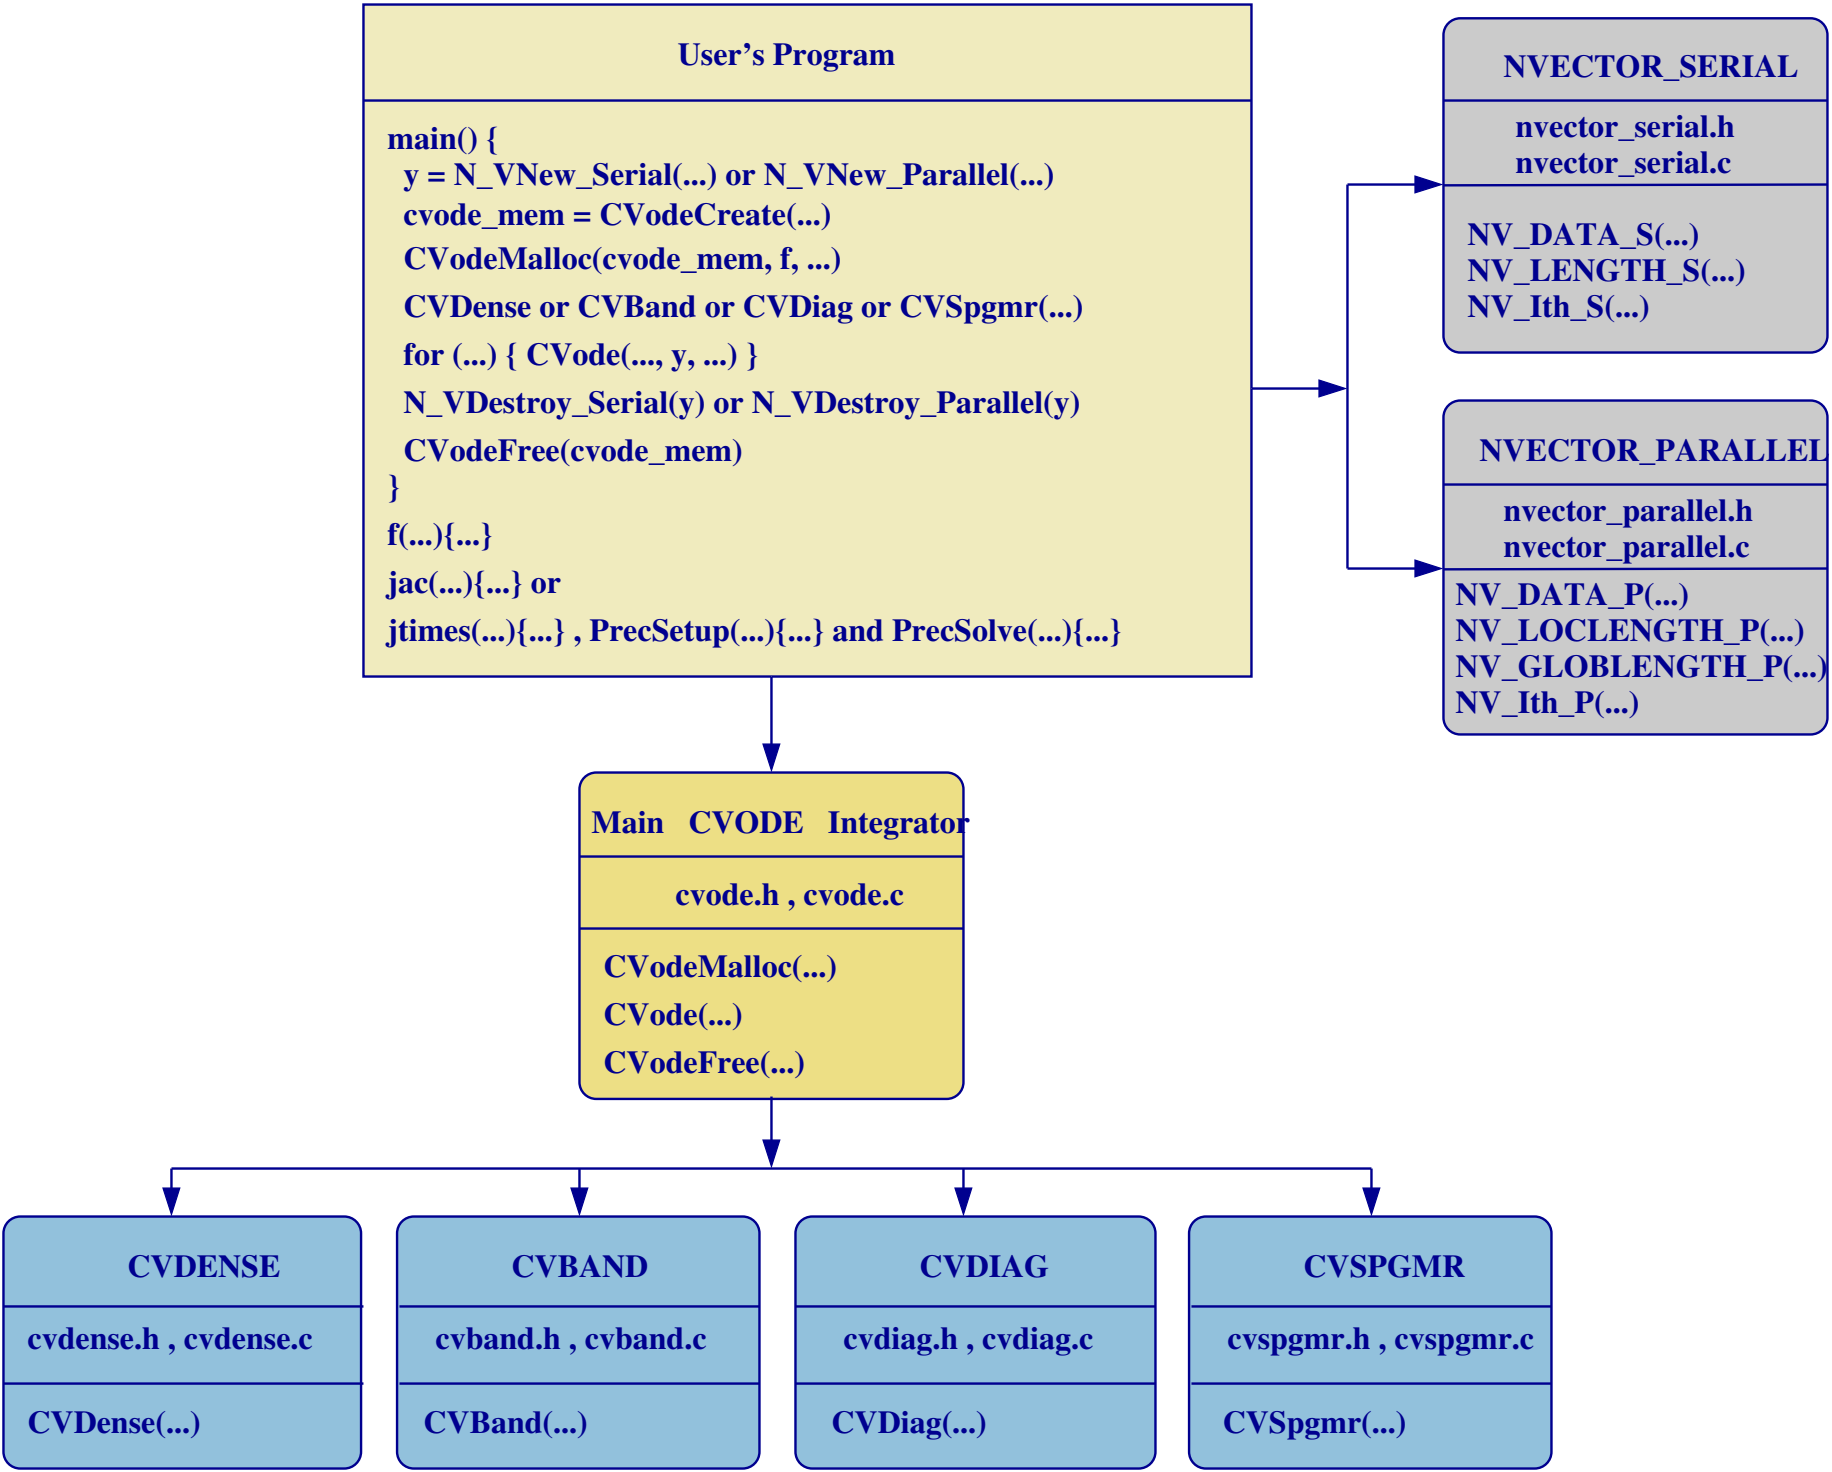 User’s Program
main() {
y = N_VNew_Serial(...) or N_VNew_Parallel(...)
cvode_mem = CVodeCreate(...)
CVodeMalloc(cvode_mem, f, ...)
CVDense or CVBand or CVDiag or CVSpgmr(...)
for (...) { CVode(..., y, ...) }
N_VDestroy_Serial(y) or N_VDestroy_Parallel(y)
CVodeFree(cvode_mem)
}
f(...){...}
jac(...){...} or
jtimes(...){...} , PrecSetup(...){...} and PrecSolve(...){...}
NVECTOR_SERIAL
nvector_serial.h
nvector_serial.c
NV_DATA_S(...)
NV_LENGTH_S(...)
NV_Ith_S(...)
NVECTOR_PARALLEL
nvector_parallel.h
nvector_parallel.c
NV_DATA_P(...)
NV_LOCLENGTH_P(...)
NV_GLOBLENGTH_P(...)
NV_Ith_P(...)
Main CVODE Integrator
cvode.h , cvode.c
CVodeMalloc(...)
CVode(...)
CVodeFree(...)
CVDENSE
cvdense.h , cvdense.c
CVDense(...)
CVBAND
cvband.h , cvband.c
CVBand(...)
CVDIAG
cvdiag.h , cvdiag.c
CVDiag(...)
CVSPGMR
cvspgmr.h , cvspgmr.c
CVSpgmr(...)